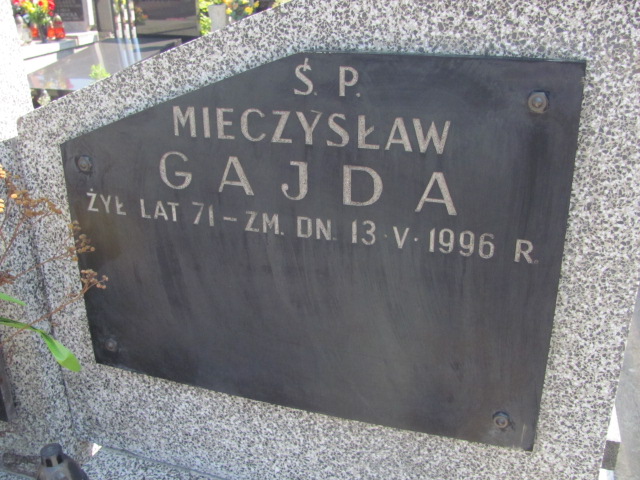 Ś. P.
MIECZYSŁAW
GAJDA
ŻYŁ LAT 71 - ZM. DN. 13 · V · 1996 R.